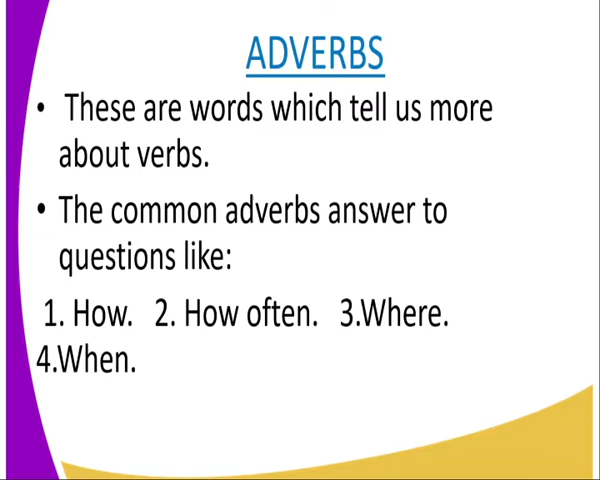 ADVERBS
• These are words which tell us more
about verbs.
• The common adverbs answer to
questions like:
1. How. 2. How often. 3.Where.
4.When.